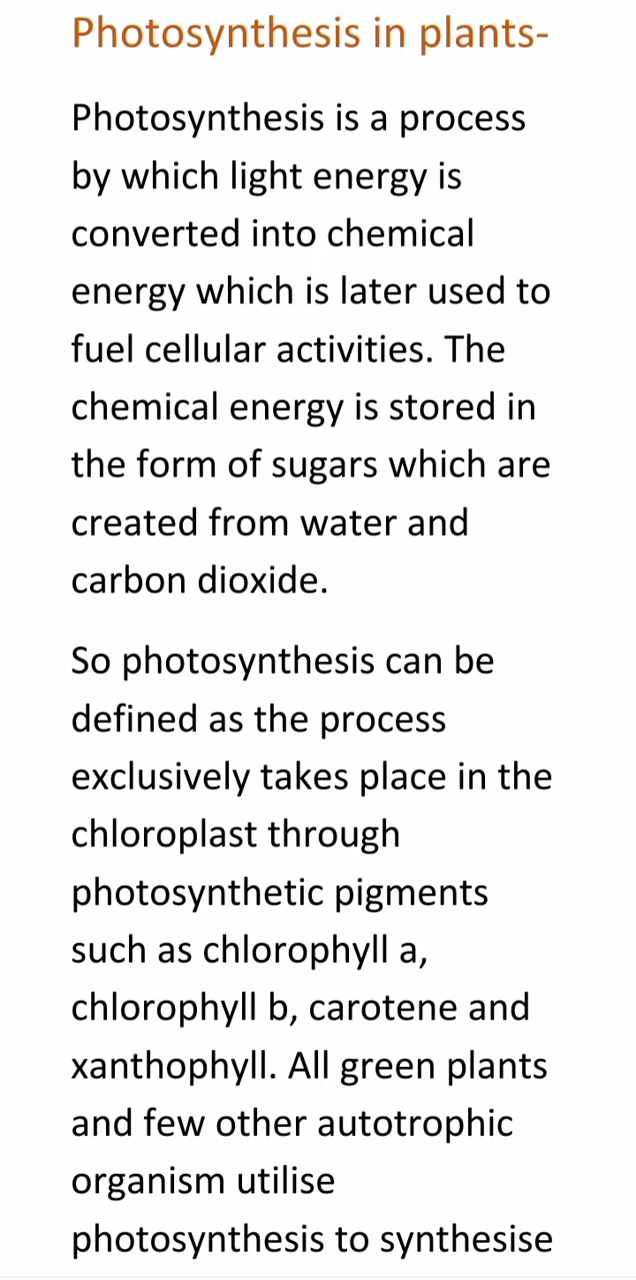 Photosynthesis in plants-
Photosynthesis is a process
by which light energy is
converted into chemical
energy which is later used to
fuel cellular activities. The
chemical energy is stored in
the form of sugars which are
created from water and
carbon dioxide.
So photosynthesis can be
defined as the process
exclusively takes place in the
chloroplast through
photosynthetic pigments
such as chlorophyll a,
chlorophyll b, carotene and
xanthophyll. All green plants
and few other autotrophic
organism utilise
photosynthesis to synthesise